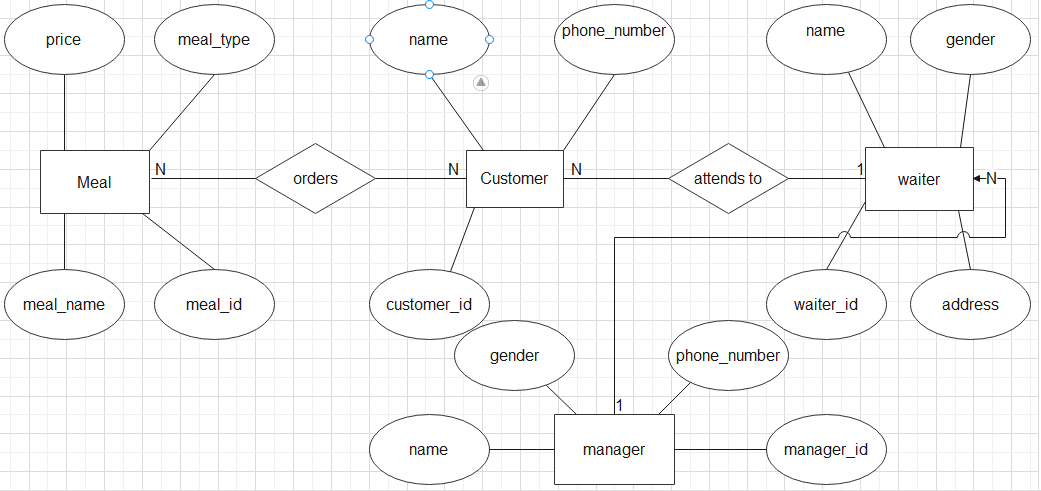 price
meal_type
name
phone_number
name
gender
Meal
N
orders
N
Customer
N
attends to
1
waiter
N
meal_name
meal_id
customer_id
waiter_id
address
gender
phone_number
1
name
manager
manager_id